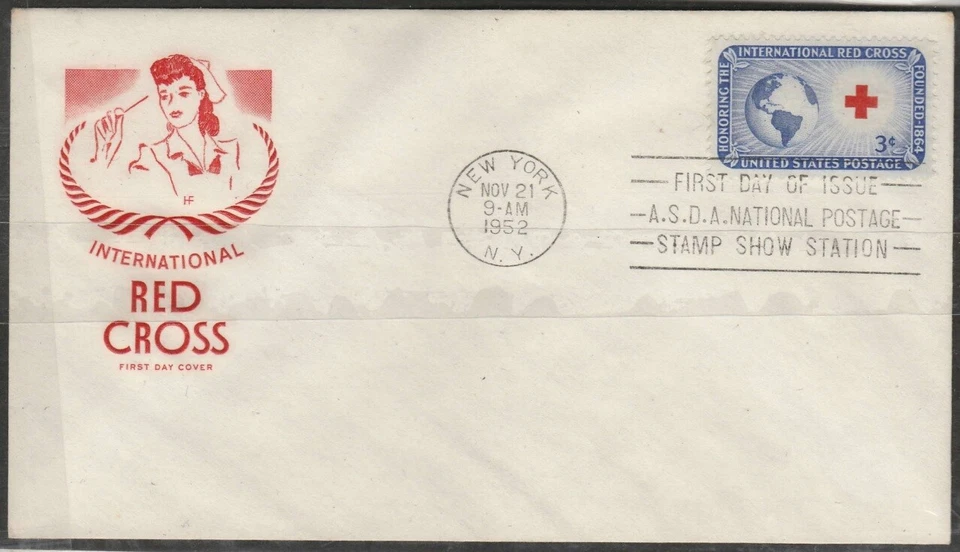 HF
INTERNATIONAL
RED
CROSS
FIRST DAY COVER
NEW YORK
NOV 21
9-AM
1952
N. Y.
HONORING THE INTERNATIONAL RED CROSS FOUNDED-1864
3¢
UNITED STATES POSTAGE
FIRST DAY OF ISSUE
A.S.D.A. NATIONAL POSTAGE
STAMP SHOW STATION